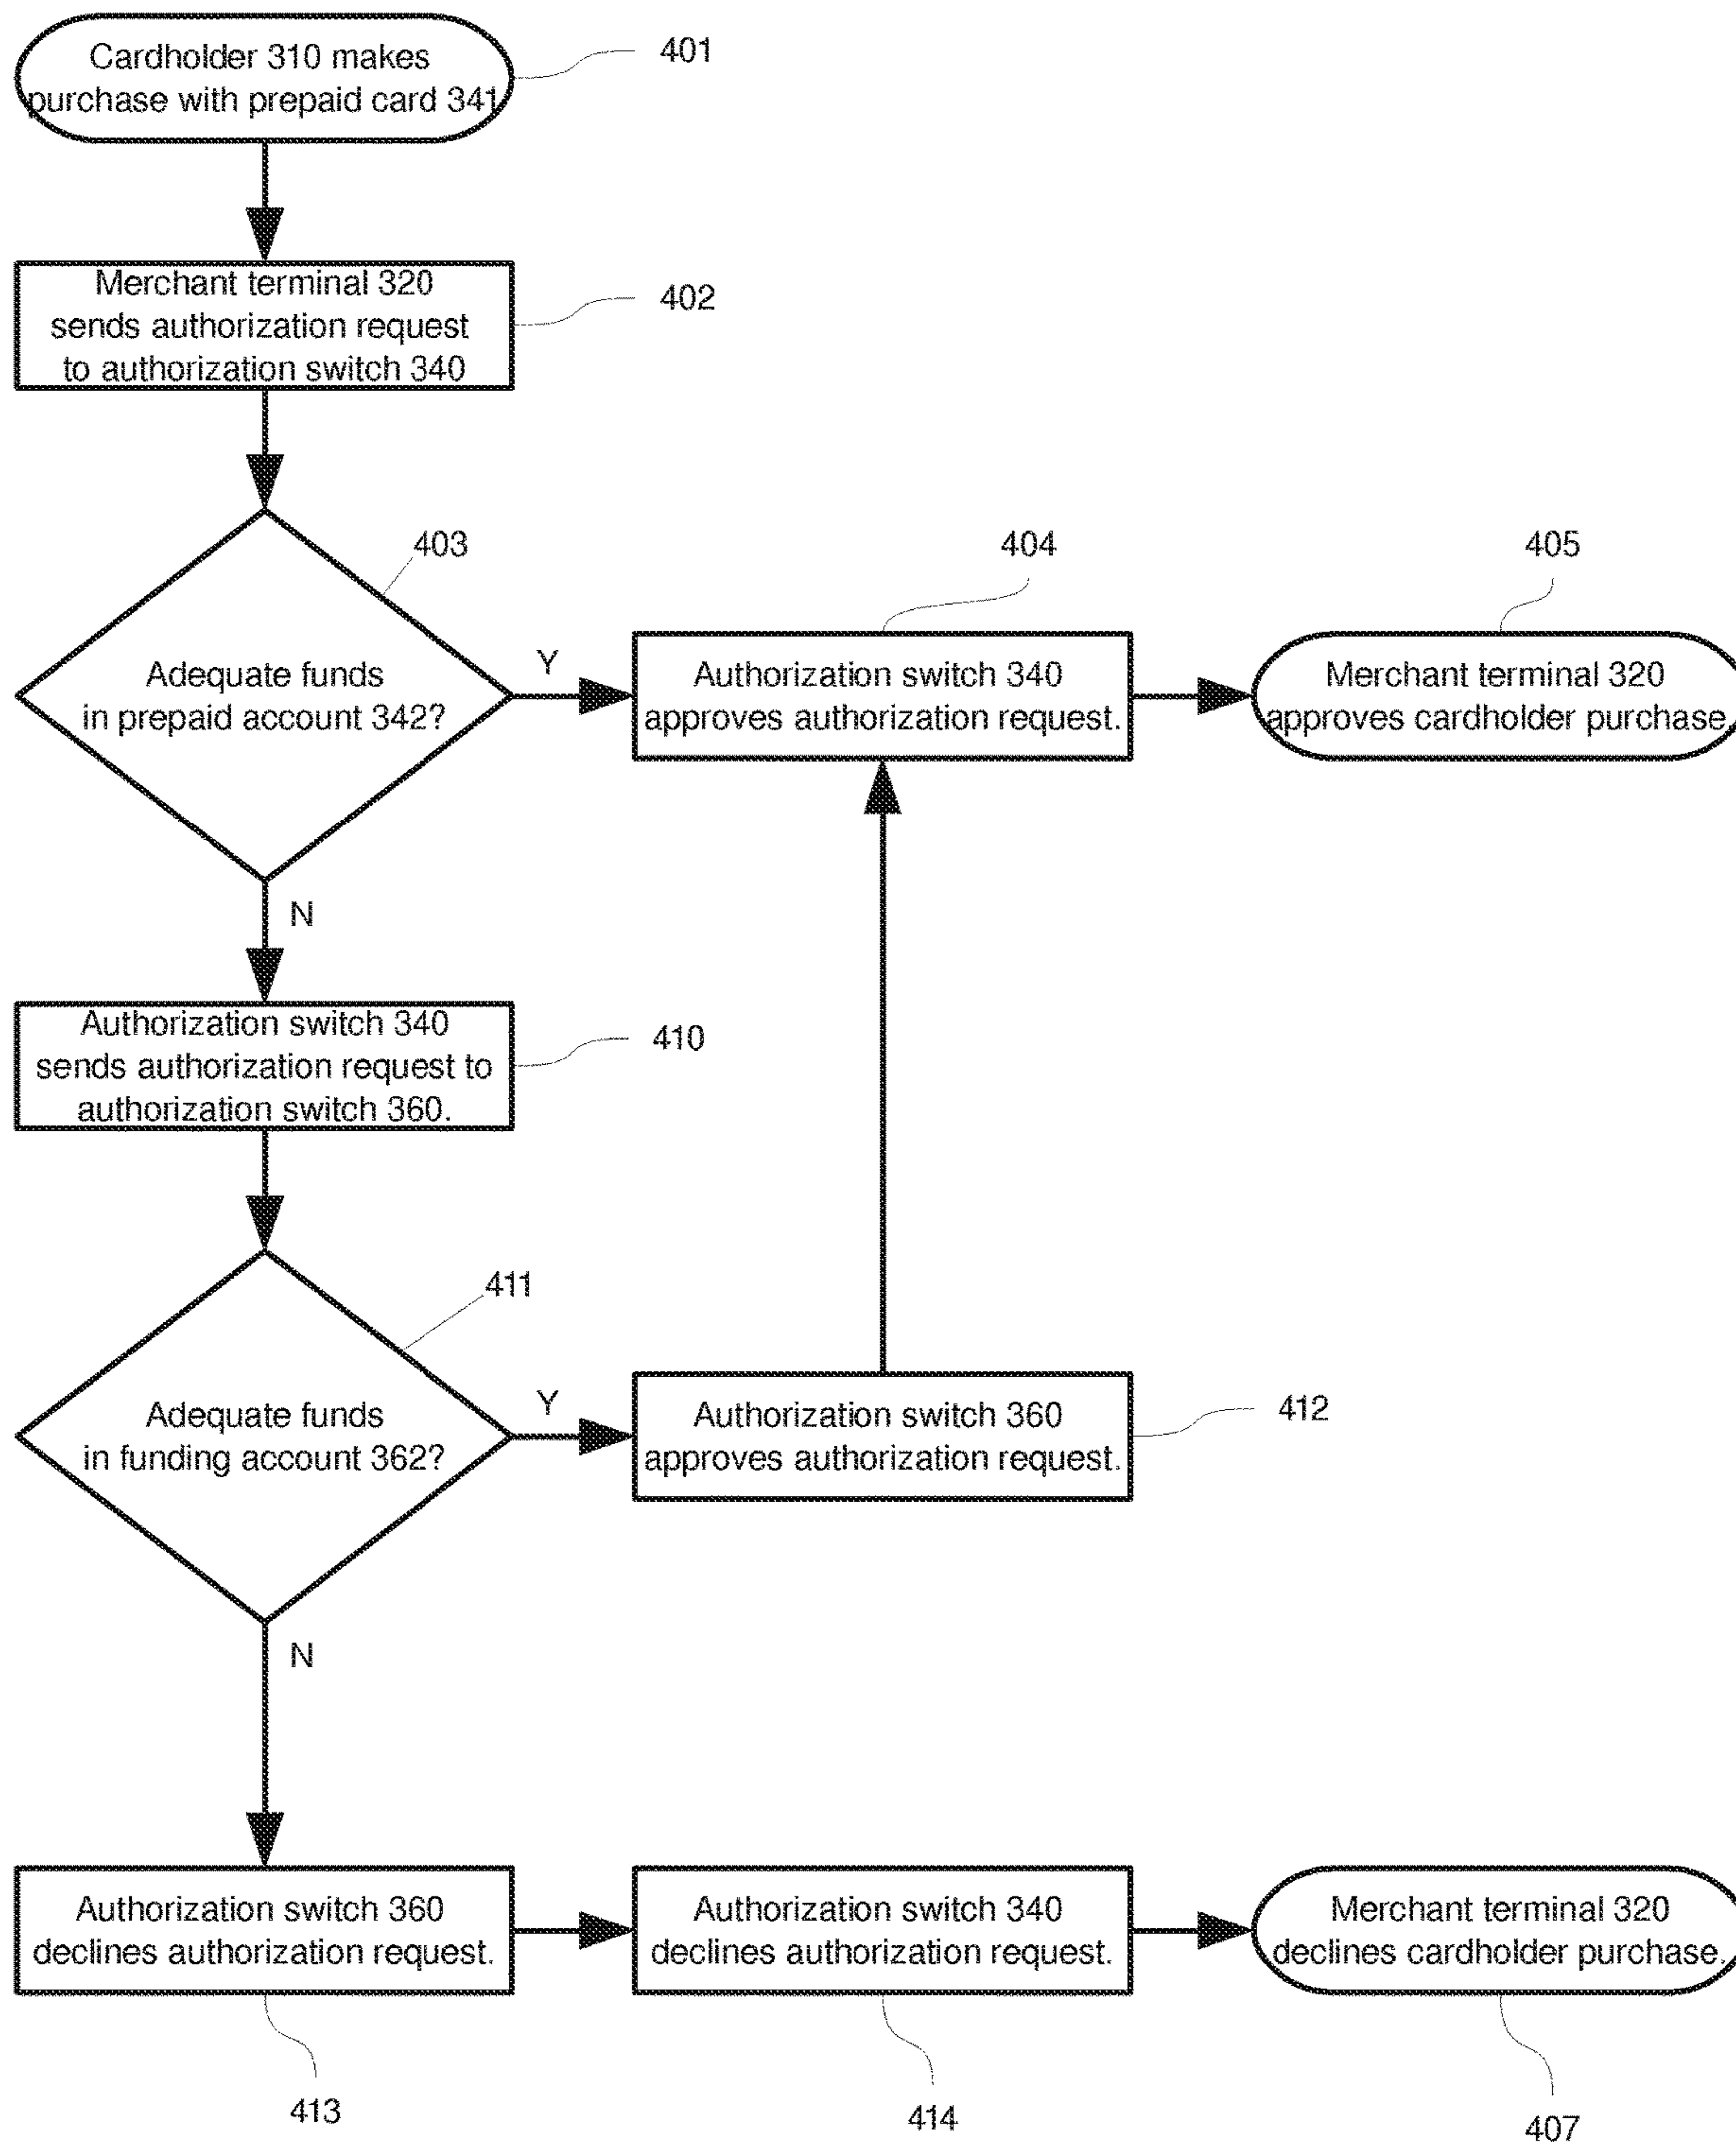 Cardholder 310 makes
purchase with prepaid card 341
401
Merchant terminal 320
sends authorization request
to authorization switch 340
402
403
404
405
Adequate funds
in prepaid account 342?
Y
Authorization switch 340
approves authorization request.
Merchant terminal 320
approves cardholder purchase.
N
Authorization switch 340
sends authorization request to
authorization switch 360.
410
411
Adequate funds
in funding account 362?
Y
Authorization switch 360
approves authorization request.
412
N
Authorization switch 360
declines authorization request.
Authorization switch 340
declines authorization request.
Merchant terminal 320
declines cardholder purchase.
413
414
407